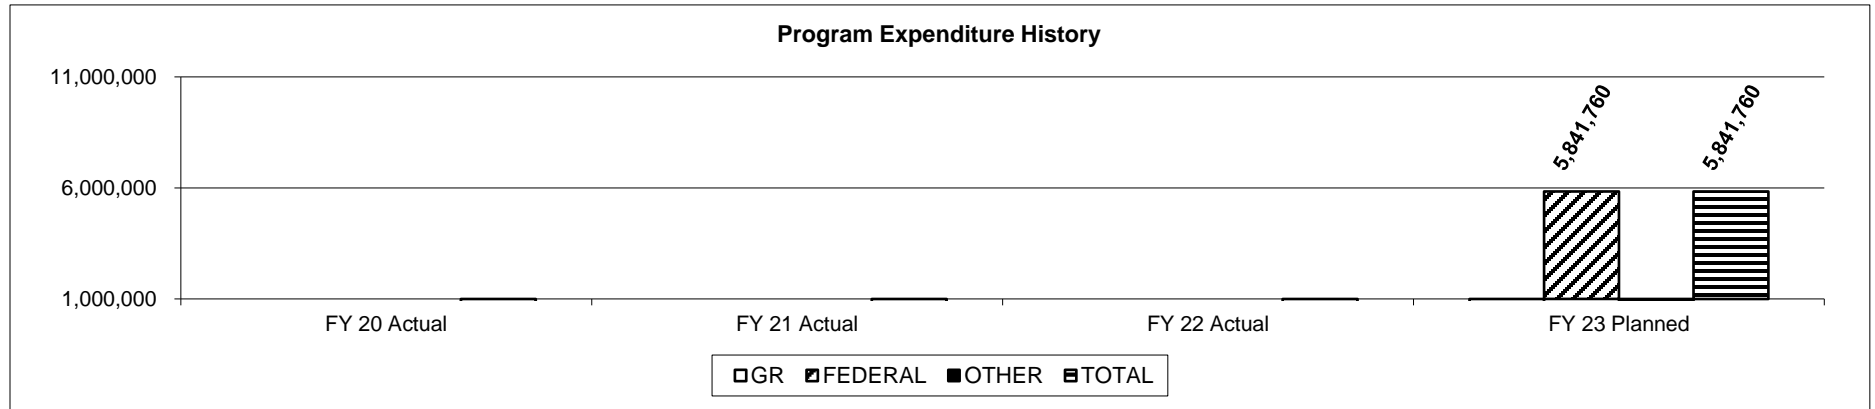 Program Expenditure History
11,000,000
6,000,000
1,000,000
5,841,760
5,841,760
FY 20 Actual
FY 21 Actual
FY 22 Actual
FY 23 Planned
GR FEDERAL OTHER TOTAL